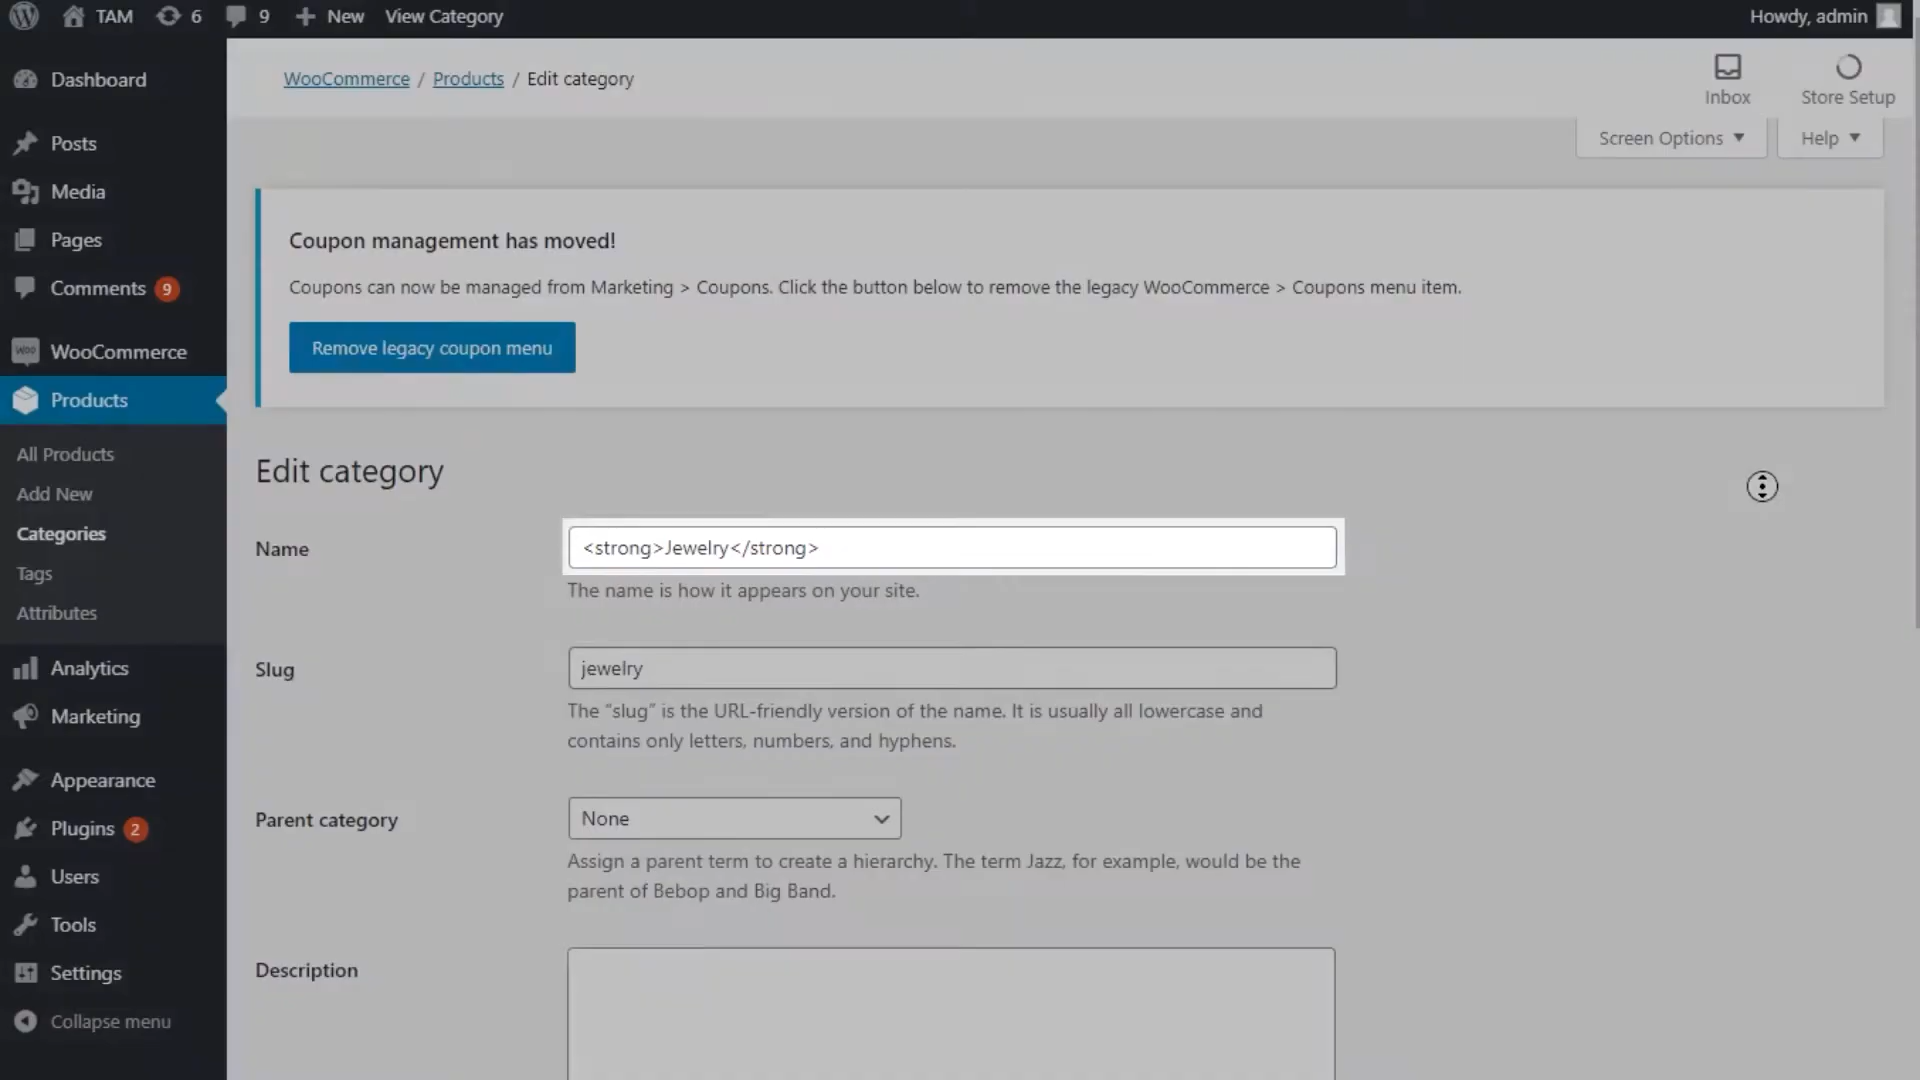 TAM 6 9 New View Category Howdy, admin
Dashboard
Posts
Media
Pages
Comments 9
WooCommerce
Products
All Products
Add New
Categories
Tags
Attributes
Analytics
Marketing
Appearance
Plugins 2
Users
Tools
Settings
Collapse menu
WooCommerce / Products / Edit category
Inbox
Store Setup
Screen Options
Help
Coupon management has moved!
Coupons can now be managed from Marketing > Coupons. Click the button below to remove the legacy WooCommerce > Coupons menu item.
Remove legacy coupon menu
Edit category
Name
<strong>Jewelry</strong>
The name is how it appears on your site.
Slug
jewelry
The “slug” is the URL-friendly version of the name. It is usually all lowercase and
contains only letters, numbers, and hyphens.
Parent category
None
Assign a parent term to create a hierarchy. The term Jazz, for example, would be the
parent of Bebop and Big Band.
Description